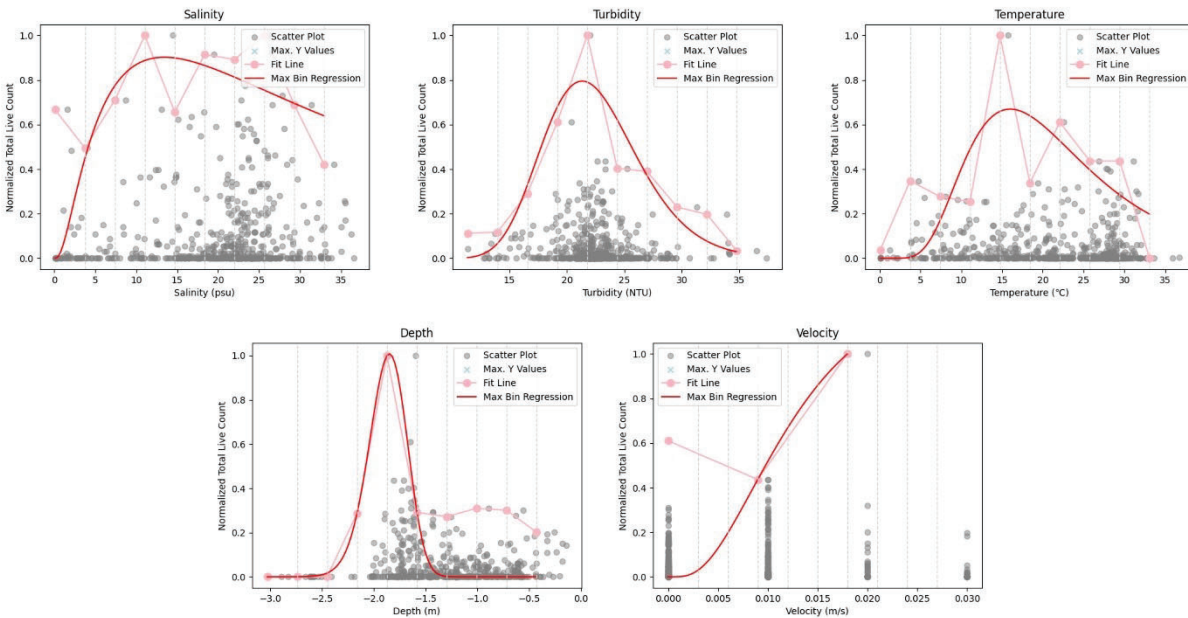 Salinity
Normalized Total Live Count
1.0
0.8
0.6
0.4
0.2
0.0
Scatter Plot
Max. Y Values
Fit Line
Max Bin Regression
0 5 10 15 20 25 30 35
Salinity (psu)
Turbidity
Normalized Total Live Count
1.0
0.8
0.6
0.4
0.2
0.0
Scatter Plot
Max. Y Values
Fit Line
Max Bin Regression
15 20 25 30 35
Turbidity (NTU)
Temperature
Normalized Total Live Count
1.0
0.8
0.6
0.4
0.2
0.0
Scatter Plot
Max. Y Values
Fit Line
Max Bin Regression
0 5 10 15 20 25 30 35
Temperature (℃)
Depth
Normalized Total Live Count
1.0
0.8
0.6
0.4
0.2
0.0
Scatter Plot
Max. Y Values
Fit Line
Max Bin Regression
−3.0 −2.5 −2.0 −1.5 −1.0 −0.5 0.0
Depth (m)
Velocity
Normalized Total Live Count
1.0
0.8
0.6
0.4
0.2
0.0
Scatter Plot
Max. Y Values
Fit Line
Max Bin Regression
0.000 0.005 0.010 0.015 0.020 0.025 0.030
Velocity (m/s)